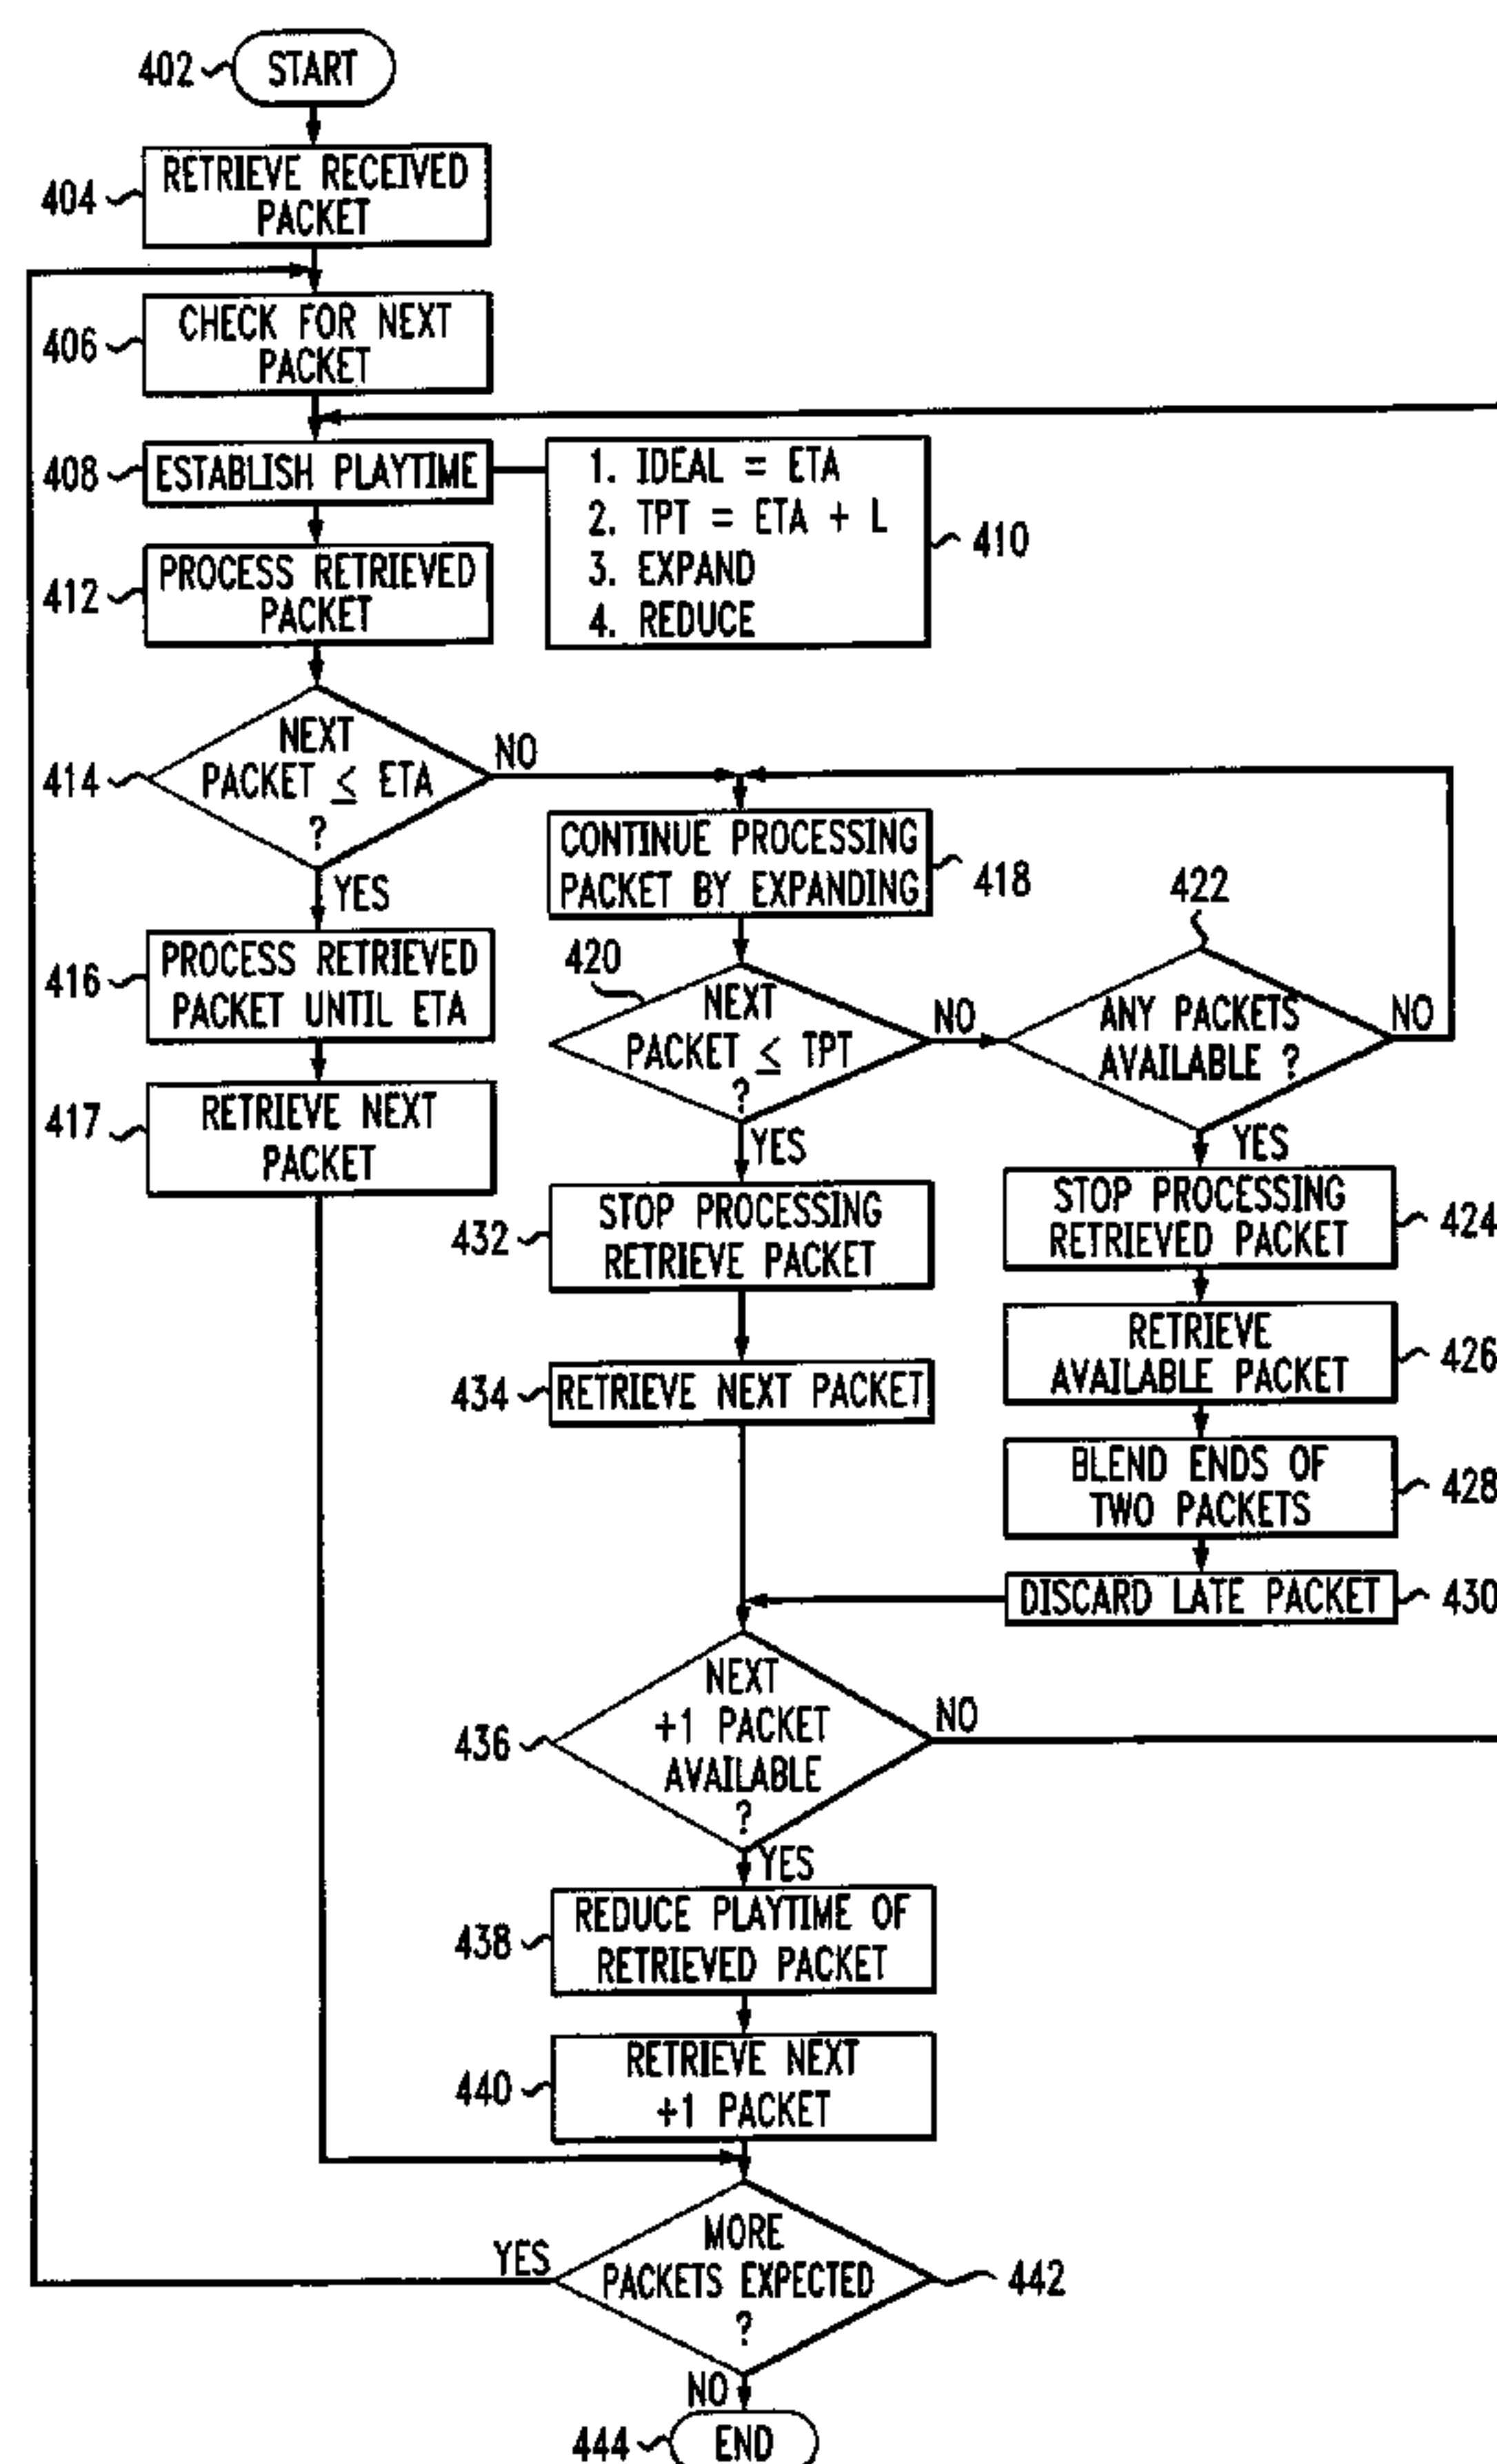 402
START
404
RETRIEVE RECEIVED
PACKET
406
CHECK FOR NEXT
PACKET
408
ESTABLISH PLAYTIME
1. IDEAL = ETA
2. TPT = ETA + L
3. EXPAND
4. REDUCE
410
412
PROCESS RETRIEVED
PACKET
414
NEXT
PACKET ≤ ETA
?
NO
YES
416
PROCESS RETRIEVED
PACKET UNTIL ETA
417
RETRIEVE NEXT
PACKET
CONTINUE PROCESSING
PACKET BY EXPANDING
418
420
NEXT
PACKET ≤ TPT
?
NO
YES
422
ANY PACKETS
AVAILABLE ?
NO
YES
432
STOP PROCESSING
RETRIEVE PACKET
434
RETRIEVE NEXT PACKET
STOP PROCESSING
RETRIEVED PACKET
424
RETRIEVE
AVAILABLE PACKET
426
BLEND ENDS OF
TWO PACKETS
428
DISCARD LATE PACKET
430
436
NEXT
+1 PACKET
AVAILABLE
?
NO
YES
438
REDUCE PLAYTIME OF
RETRIEVED PACKET
440
RETRIEVE NEXT
+1 PACKET
YES
MORE
PACKETS EXPECTED
?
442
NO
444
END